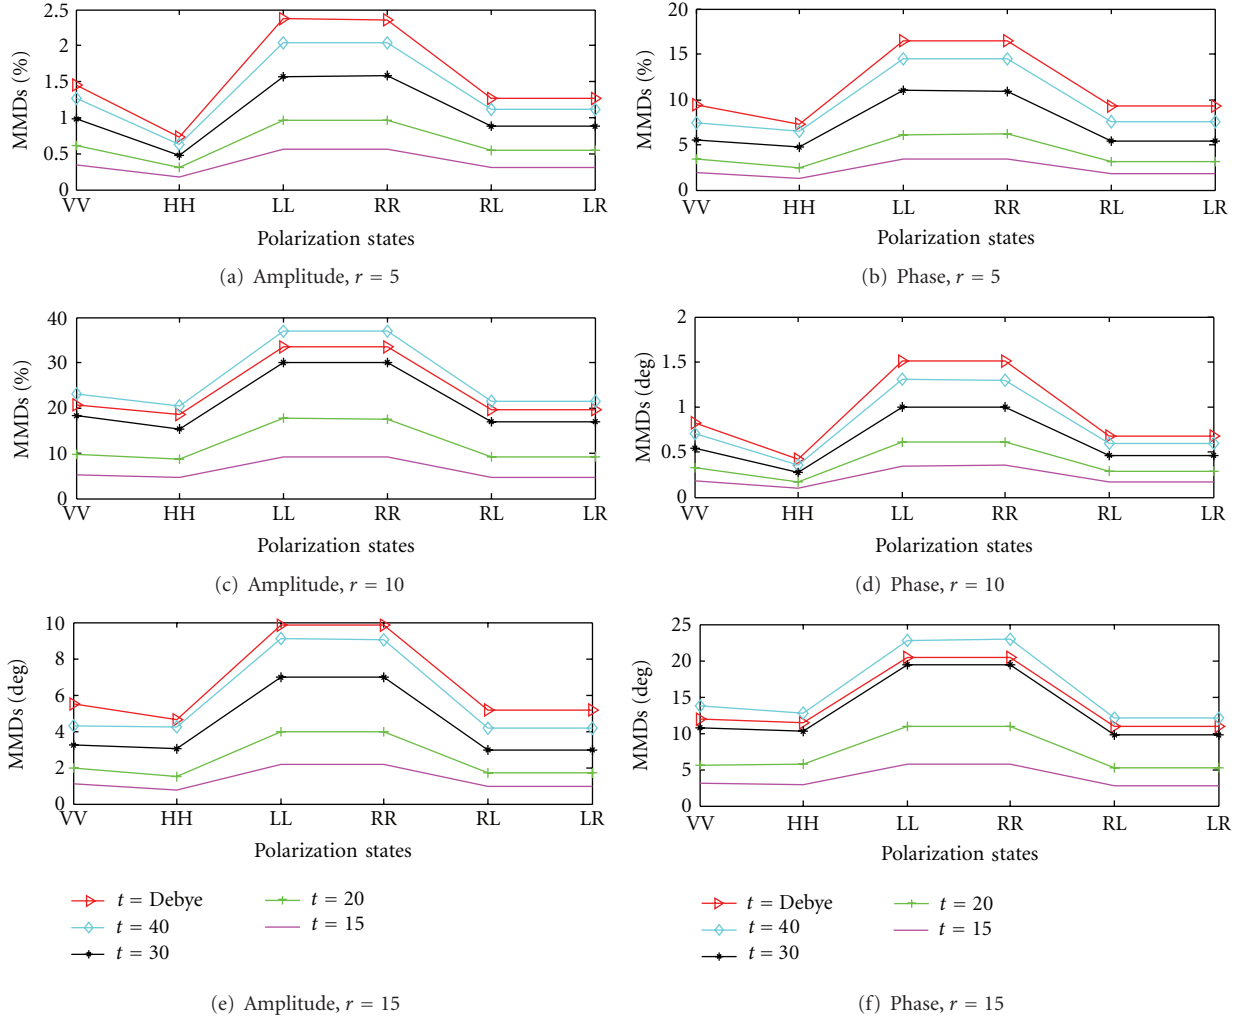 2.5
2
1.5
1
0.5
0
MMDs (%)
VV HH LL RR RL LR
Polarization states
(a) Amplitude, r = 5
20
15
10
5
0
MMDs (%)
VV HH LL RR RL LR
Polarization states
(b) Phase, r = 5
40
30
20
10
0
MMDs (%)
VV HH LL RR RL LR
Polarization states
(c) Amplitude, r = 10
2
1.5
1
0.5
0
MMDs (deg)
VV HH LL RR RL LR
Polarization states
(d) Phase, r = 10
10
8
6
4
2
0
MMDs (deg)
VV HH LL RR RL LR
Polarization states
t = Debye
t = 40
t = 30
t = 20
t = 15
(e) Amplitude, r = 15
25
20
15
10
5
0
MMDs (deg)
VV HH LL RR RL LR
Polarization states
t = Debye
t = 40
t = 30
t = 20
t = 15
(f) Phase, r = 15